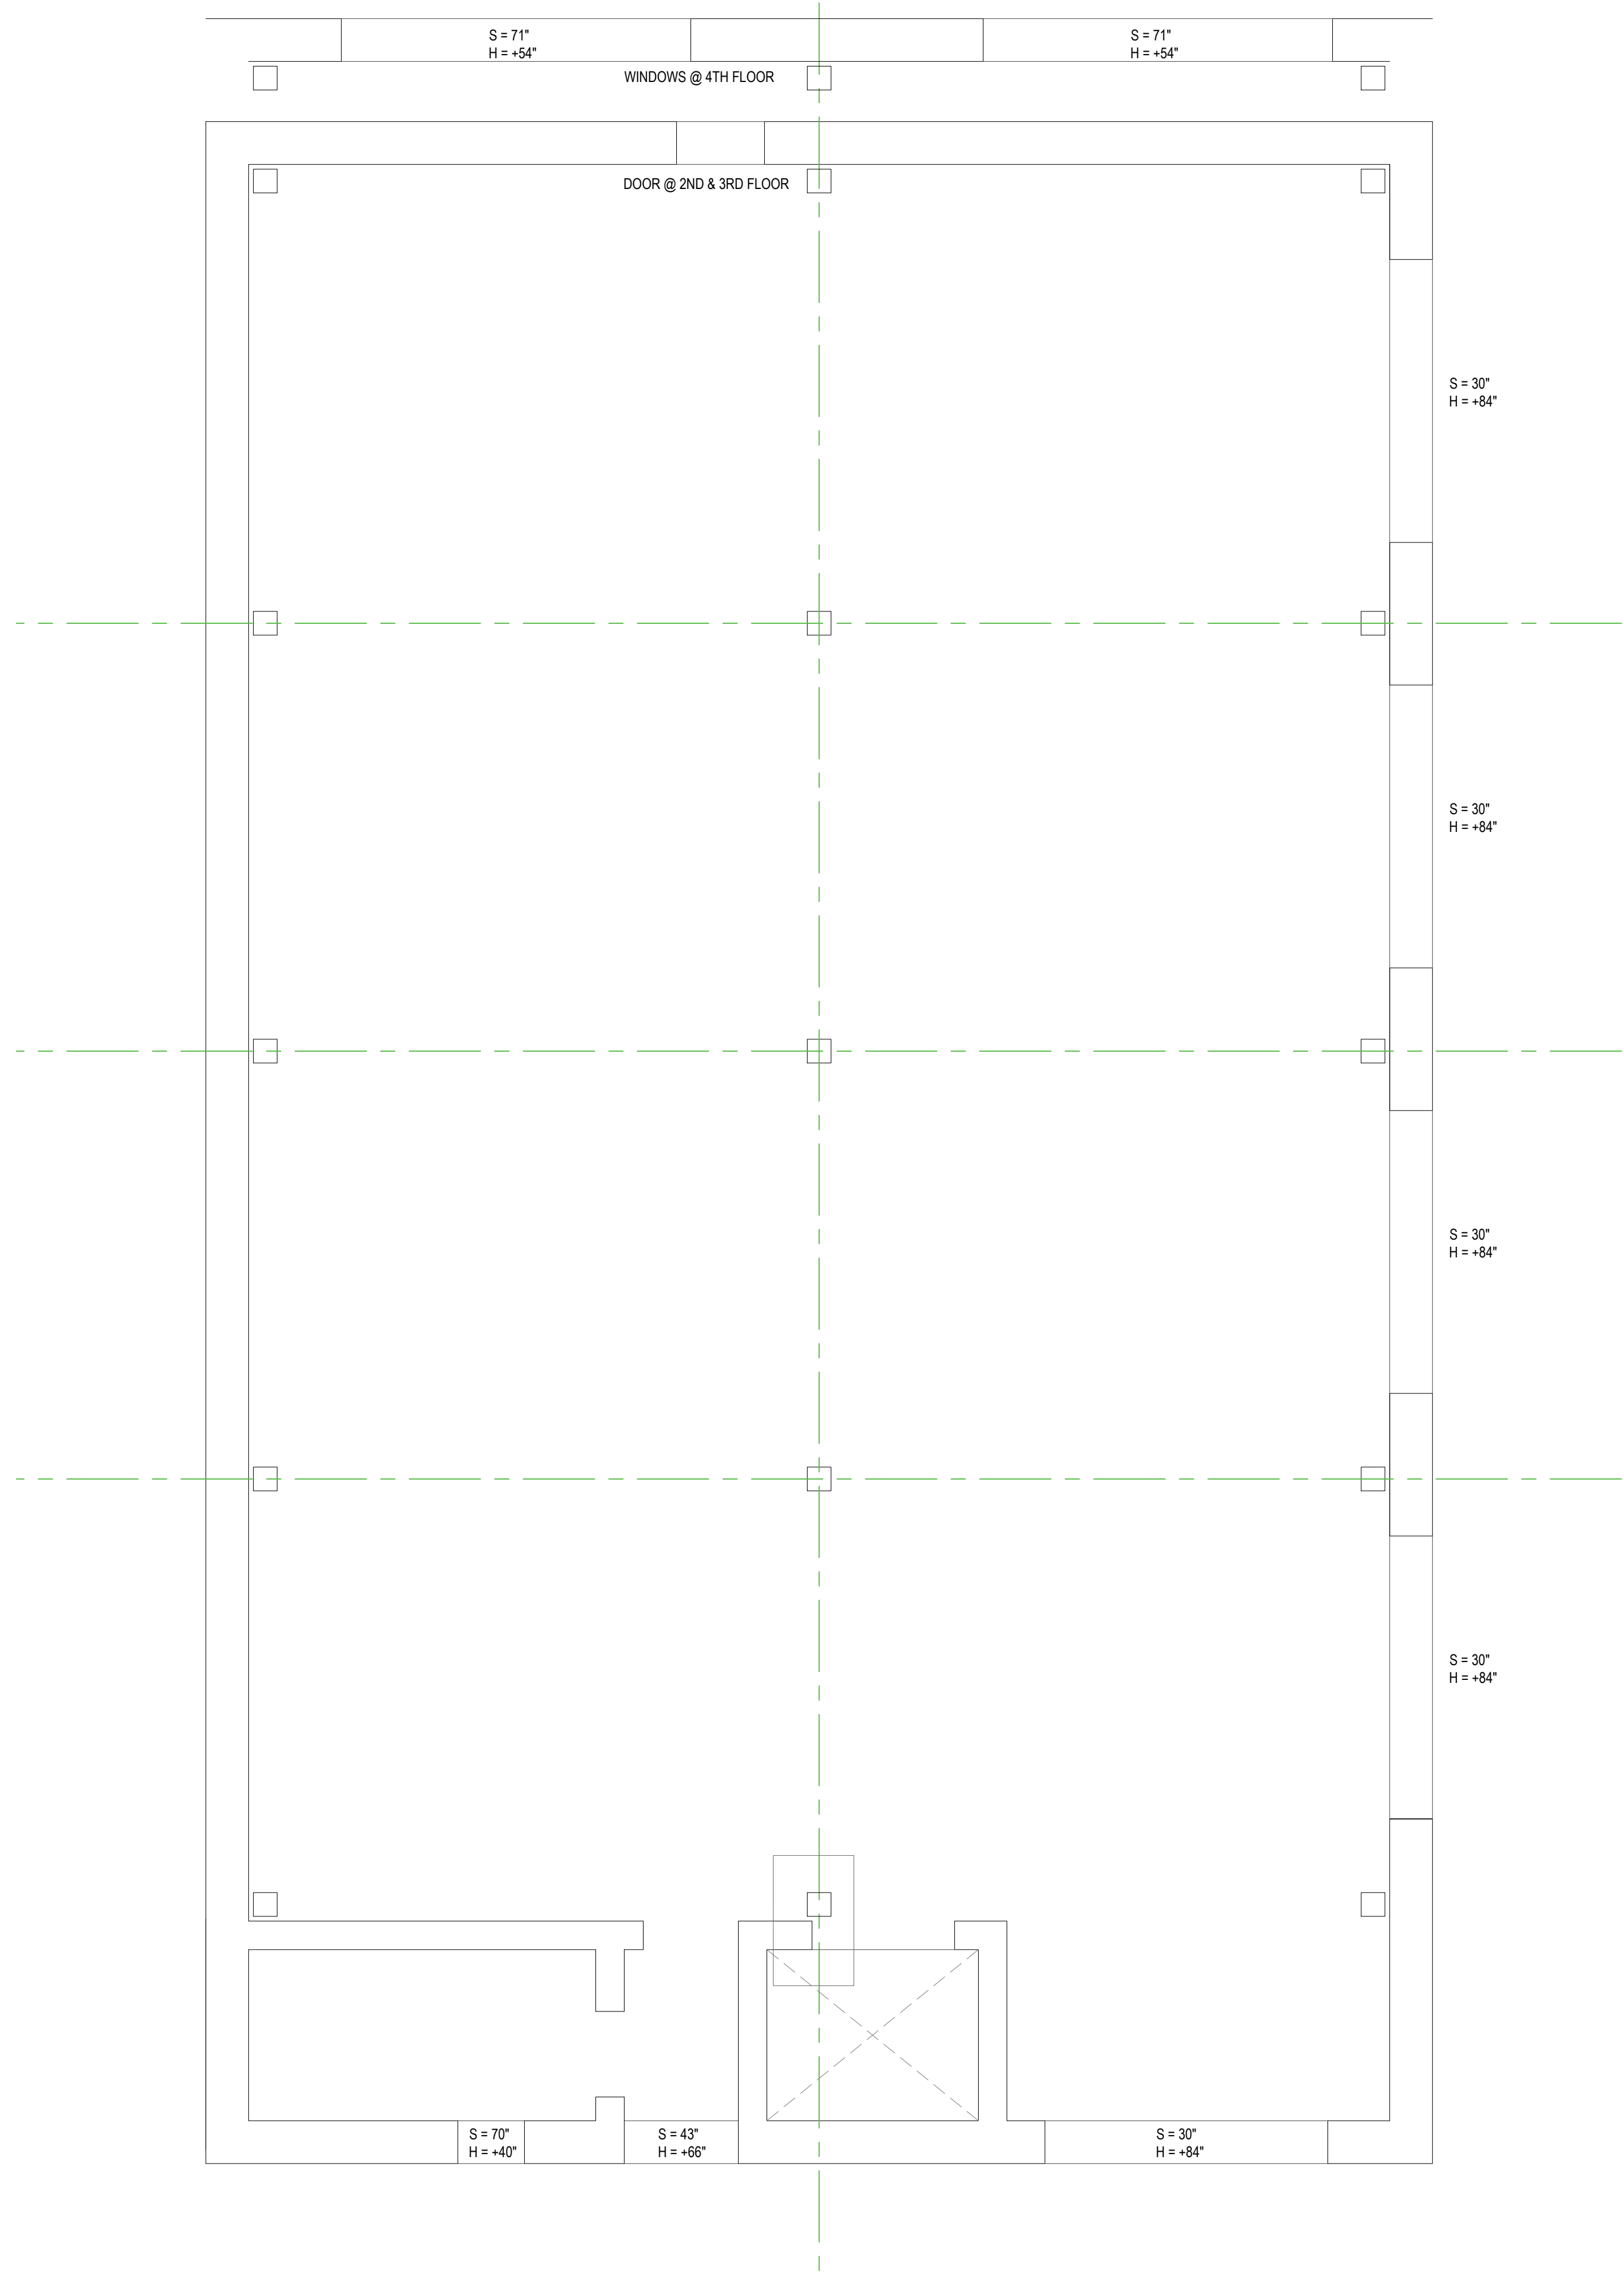 S = 71"
H = +54"
S = 71"
H = +54"
WINDOWS @ 4TH FLOOR
DOOR @ 2ND & 3RD FLOOR
S = 30"
H = +84"
S = 30"
H = +84"
S = 30"
H = +84"
S = 30"
H = +84"
S = 70"
H = +40"
S = 43"
H = +66"
S = 30"
H = +84"